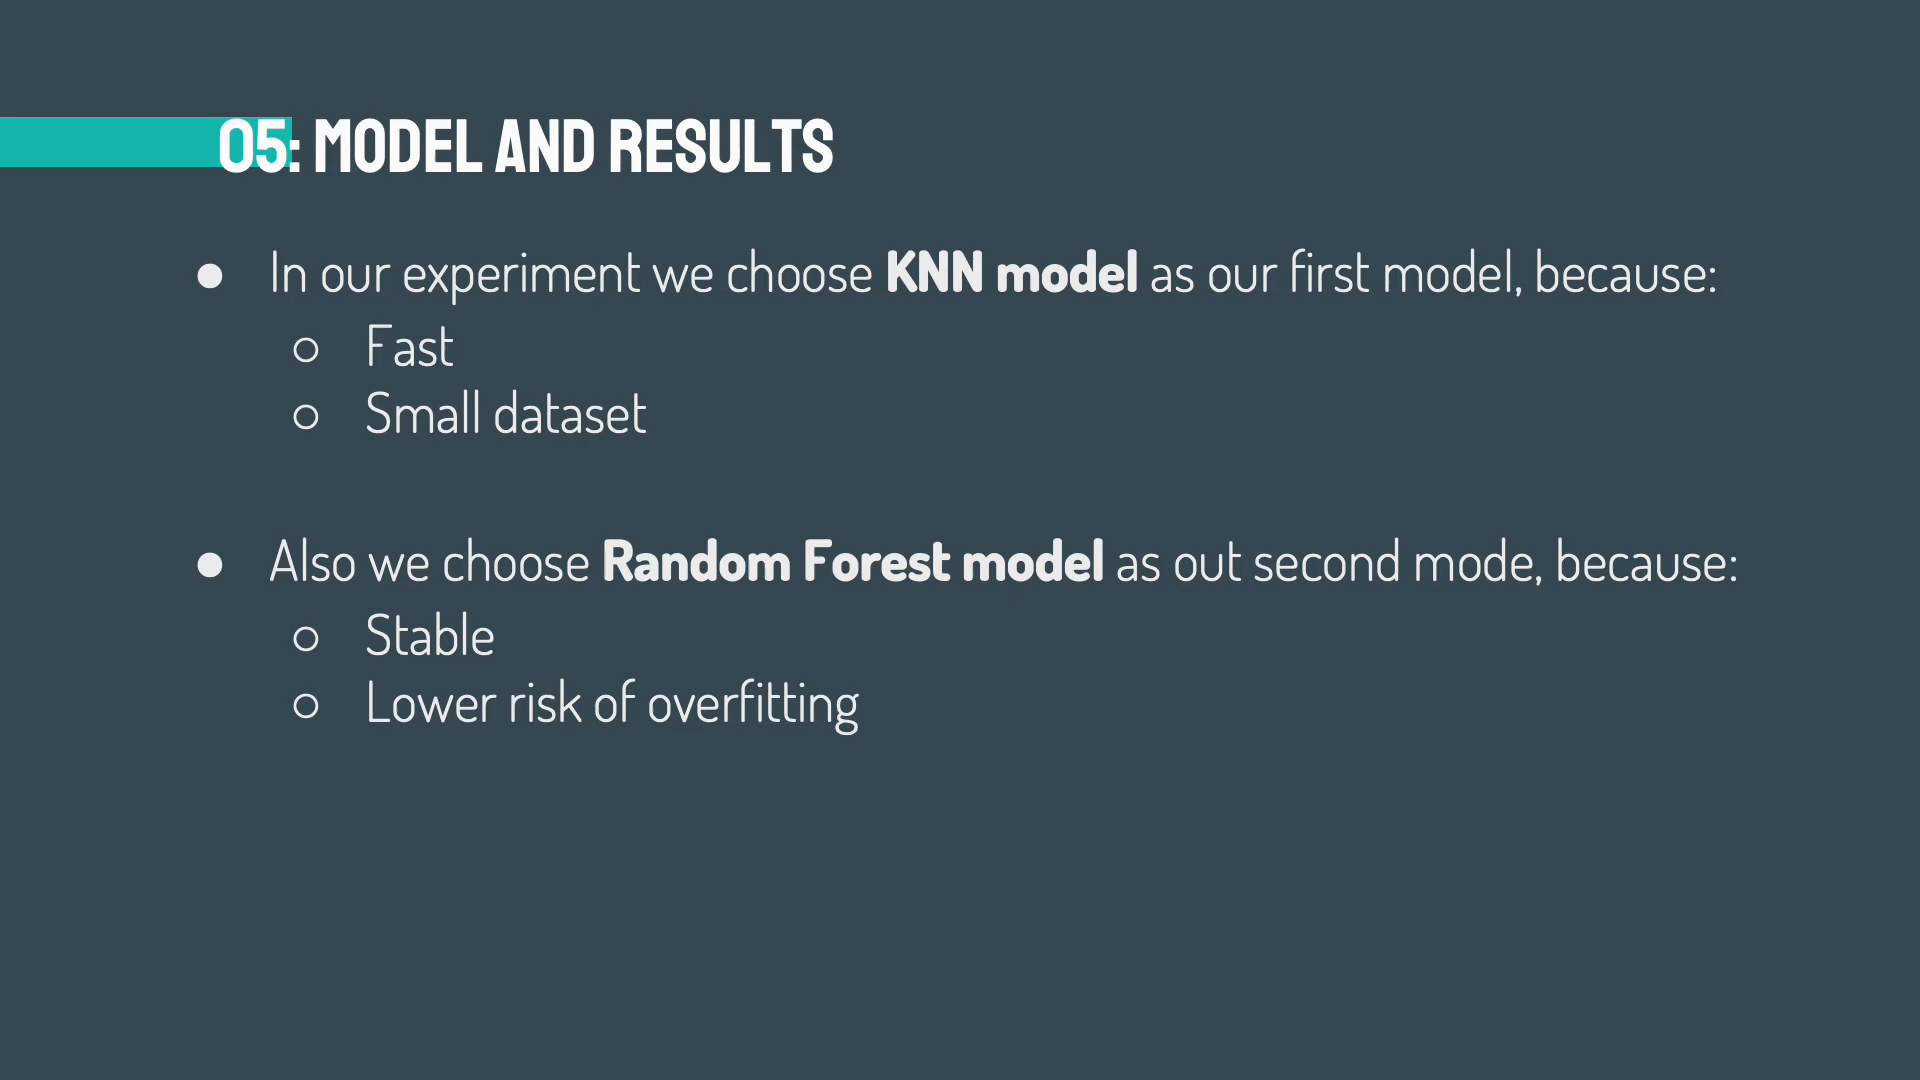 05: MODEL AND RESULTS
● In our experiment we choose KNN model as our first model, because:
○ Fast
○ Small dataset
● Also we choose Random Forest model as out second mode, because:
○ Stable
○ Lower risk of overfitting